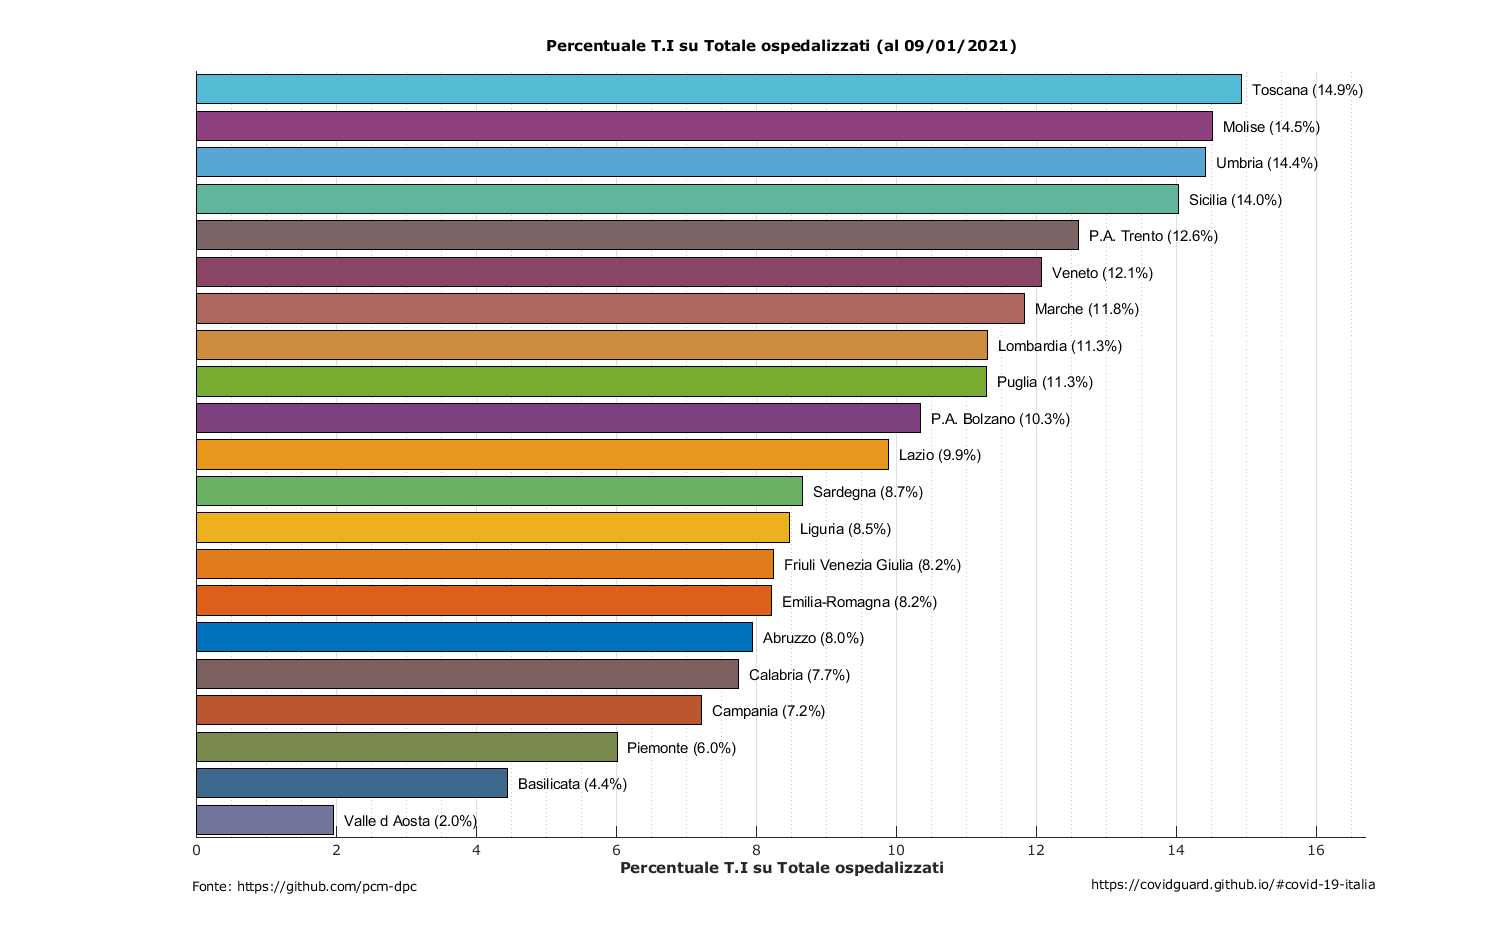 Percentuale T.I su Totale ospedalizzati (al 09/01/2021)
Toscana (14.9%)
Molise (14.5%)
Umbria (14.4%)
Sicilia (14.0%)
P.A. Trento (12.6%)
Veneto (12.1%)
Marche (11.8%)
Lombardia (11.3%)
Puglia (11.3%)
P.A. Bolzano (10.3%)
Lazio (9.9%)
Sardegna (8.7%)
Liguria (8.5%)
Friuli Venezia Giulia (8.2%)
Emilia-Romagna (8.2%)
Abruzzo (8.0%)
Calabria (7.7%)
Campania (7.2%)
Piemonte (6.0%)
Basilicata (4.4%)
Valle d Aosta (2.0%)
0 2 4 6 8 10 12 14 16
Percentuale T.I su Totale ospedalizzati
Fonte: https://github.com/pcm-dpc
https://covidguard.github.io/#covid-19-italia